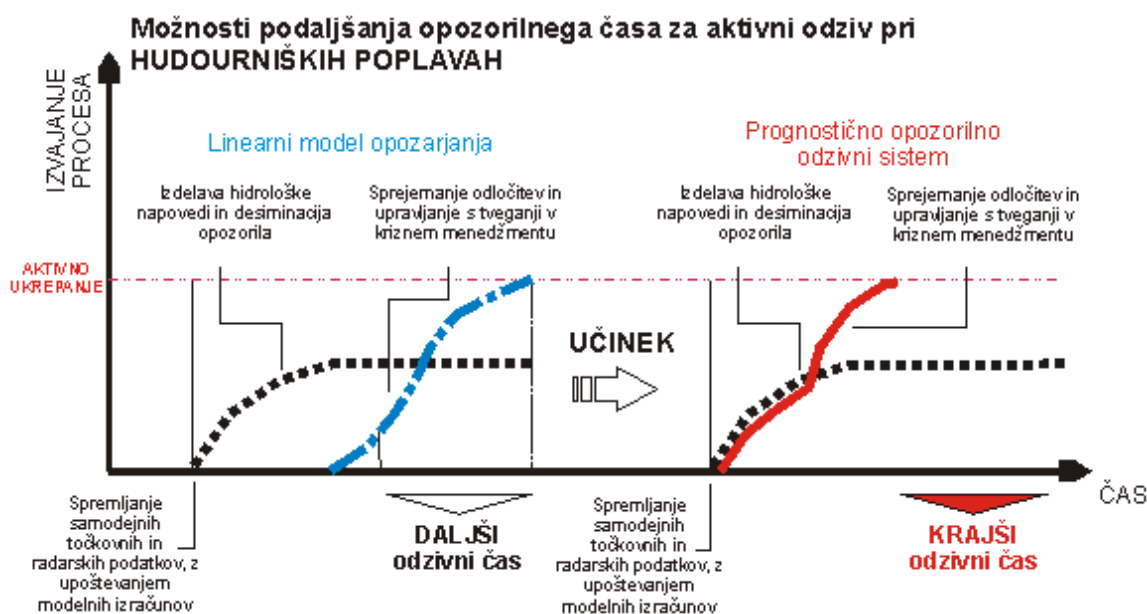 Možnosti podaljšanja opozorilnega časa za aktivni odziv pri
HUDOURNIŠKIH POPLAVAH
IZVAJANJE
PROCESA
Linearni model opozarjanja
Izdelava hidrološke
napovedi in desiminacija
opozorila
Sprejemanje odločitev in
upravljanje s tveganji v
kriznem menedžmentu
Prognostično opozorilno
odzivni sistem
Izdelava hidrološke
napovedi in desiminacija
opozorila
Sprejemanje odločitev in
upravljanje s tveganji v
kriznem menedžmentu
AKTIVNO
UKREPANJE
UČINEK
ČAS
Spremljanje
samodejnih
točkovnih in
radarskih podatkov, z
upoštevanjem
modelnih izračunov
DALJŠI
odzivni čas
Spremljanje
samodejnih
točkovnih in
radarskih podatkov, z
upoštevanjem
modelnih izračunov
KRAJŠI
odzivni čas